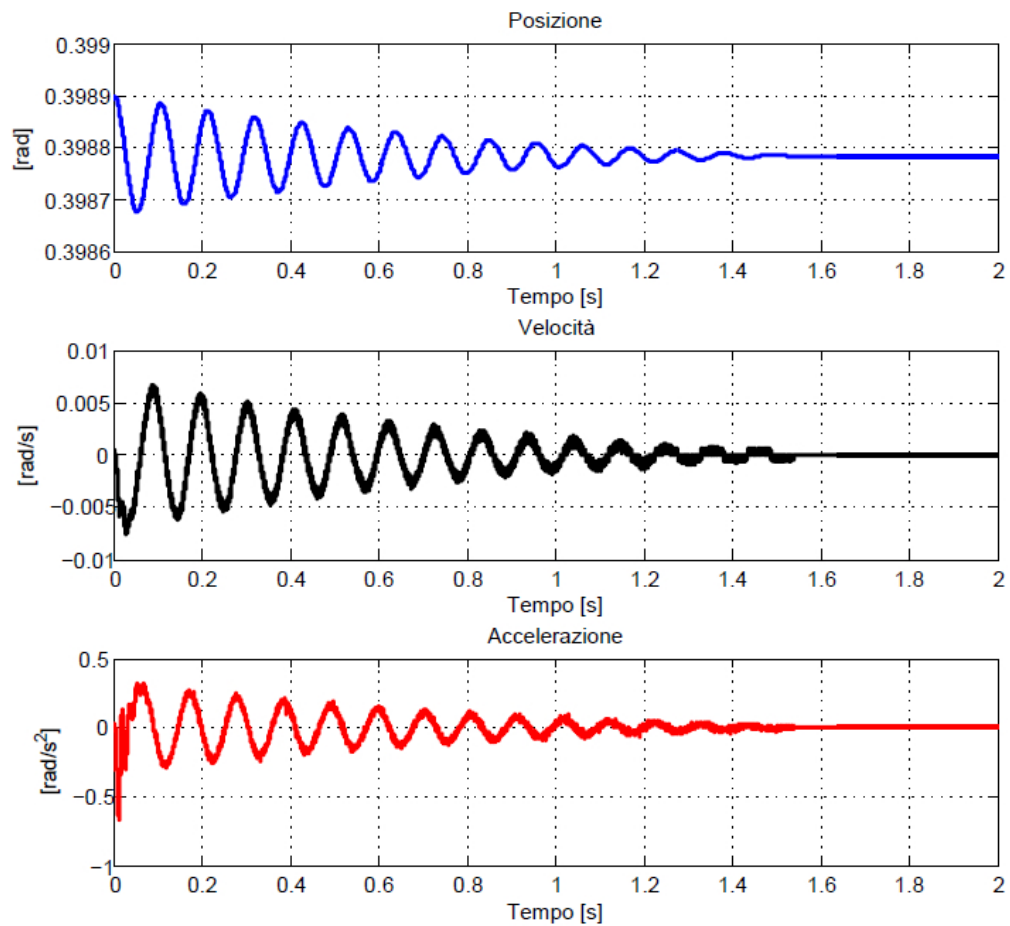 Posizione
0.399
0.3989
0.3988
0.3987
0.3986
[rad]
0 0.2 0.4 0.6 0.8 1 1.2 1.4 1.6 1.8 2
Tempo [s]
Velocità
0.01
0.005
0
−0.005
−0.01
[rad/s]
0 0.2 0.4 0.6 0.8 1 1.2 1.4 1.6 1.8 2
Tempo [s]
Accelerazione
0.5
0
−0.5
−1
[rad/s²]
0 0.2 0.4 0.6 0.8 1 1.2 1.4 1.6 1.8 2
Tempo [s]